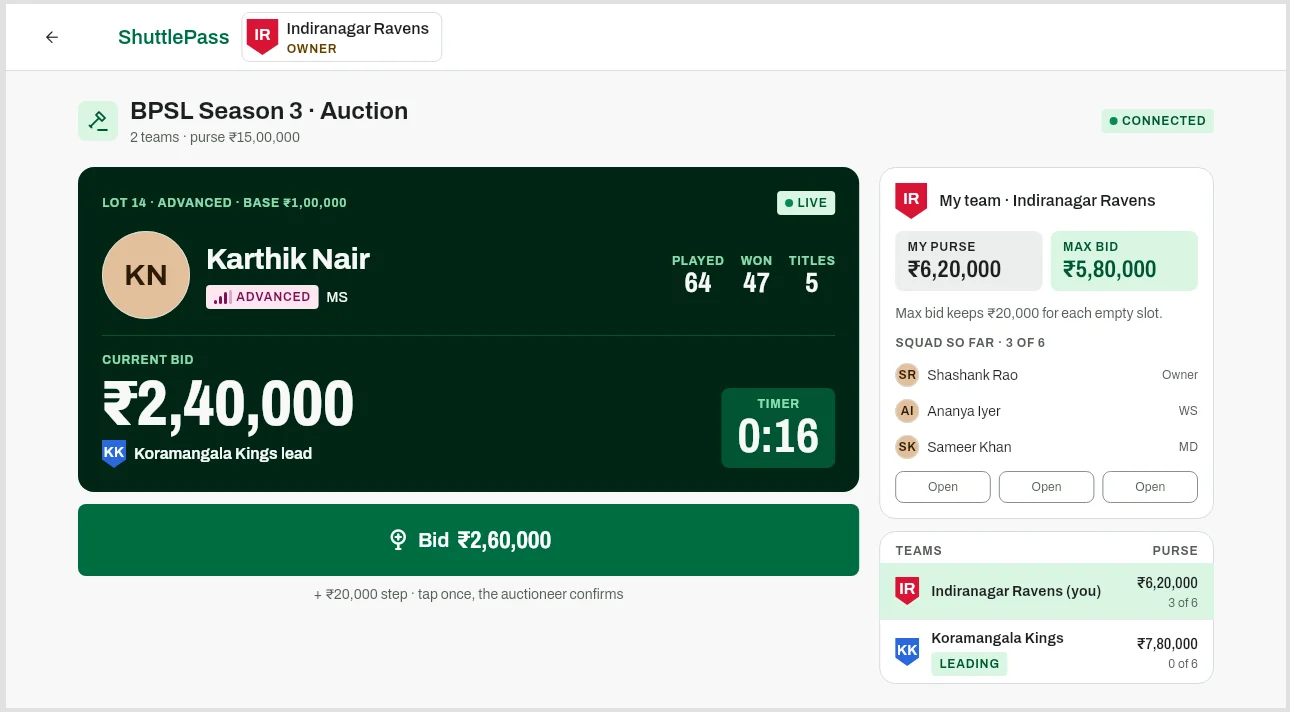 ShuttlePass
IR
Indiranagar Ravens
OWNER
BPSL Season 3 · Auction
2 teams · purse ₹15,00,000
CONNECTED
LOT 14 · ADVANCED · BASE ₹1,00,000
LIVE
KN
Karthik Nair
ADVANCED
MS
PLAYED WON TITLES
64 47 5
CURRENT BID
₹2,40,000
KK
Koramangala Kings lead
TIMER
0:16
Bid ₹2,60,000
+ ₹20,000 step · tap once, the auctioneer confirms
IR
My team · Indiranagar Ravens
MY PURSE
₹6,20,000
MAX BID
₹5,80,000
Max bid keeps ₹20,000 for each empty slot.
SQUAD SO FAR · 3 OF 6
SR Shashank Rao Owner
AI Ananya Iyer WS
SK Sameer Khan MD
Open Open Open
TEAMS PURSE
IR Indiranagar Ravens (you) ₹6,20,000
3 of 6
KK Koramangala Kings ₹7,80,000
LEADING 0 of 6